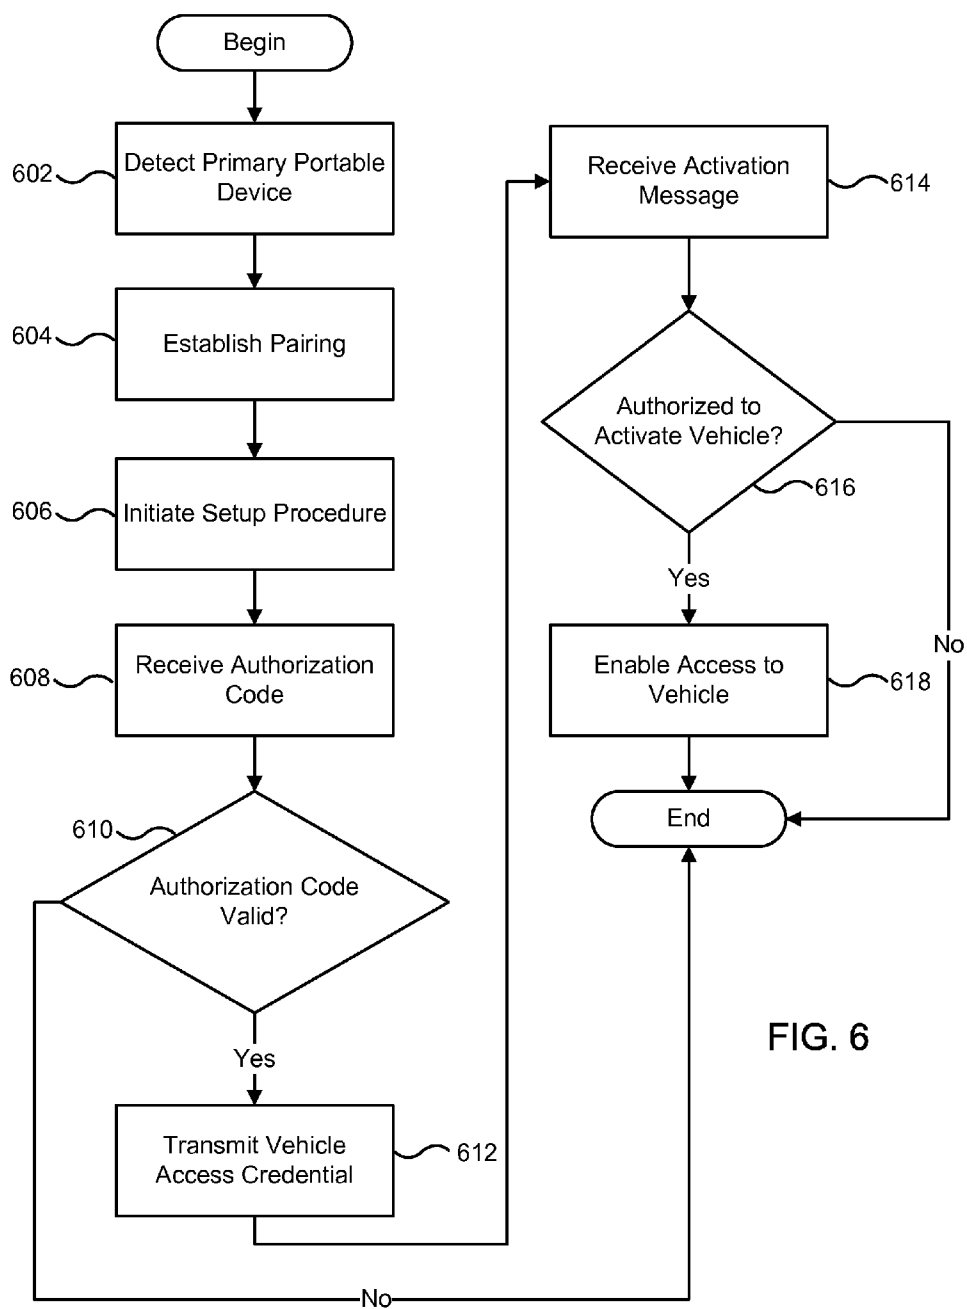 Begin
602
Detect Primary Portable
Device
604
Establish Pairing
606
Initiate Setup Procedure
608
Receive Authorization
Code
610
Authorization Code
Valid?
Yes
Transmit Vehicle
Access Credential
612
No
Receive Activation
Message
614
Authorized to
Activate Vehicle?
616
Yes
No
Enable Access to
Vehicle
618
End
FIG. 6